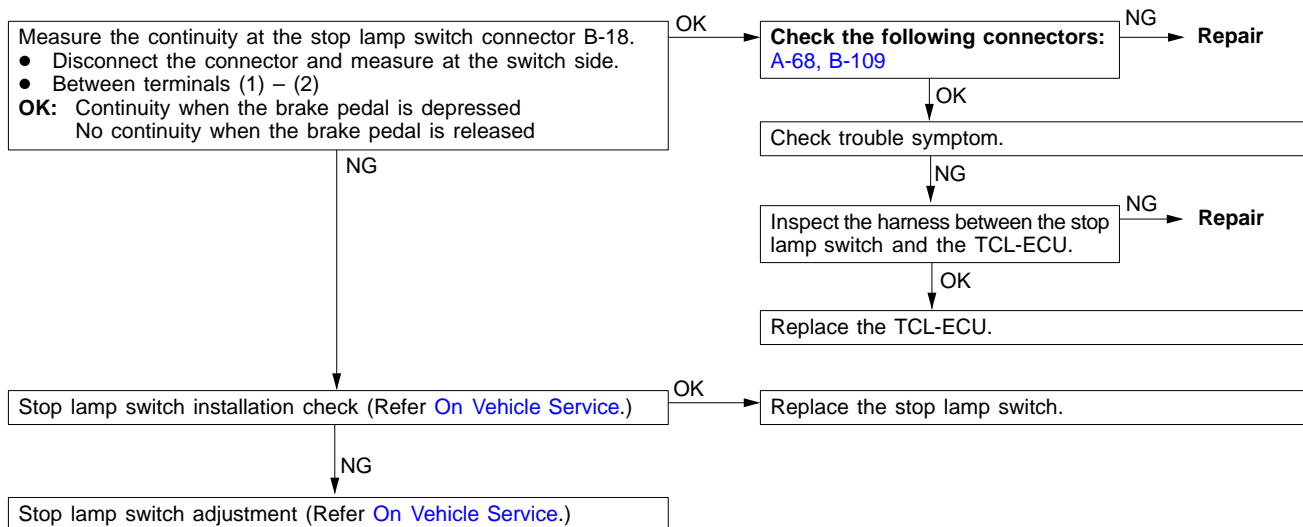 Measure the continuity at the stop lamp switch connector B-18.
● Disconnect the connector and measure at the switch side.
● Between terminals (1) – (2)
OK: Continuity when the brake pedal is depressed
No continuity when the brake pedal is released
OK
Check the following connectors:
A-68, B-109
NG
Repair
OK
Check trouble symptom.
NG
NG
Inspect the harness between the stop
lamp switch and the TCL-ECU.
NG
Repair
OK
Replace the TCL-ECU.
Stop lamp switch installation check (Refer On Vehicle Service.)
OK
Replace the stop lamp switch.
NG
Stop lamp switch adjustment (Refer On Vehicle Service.)